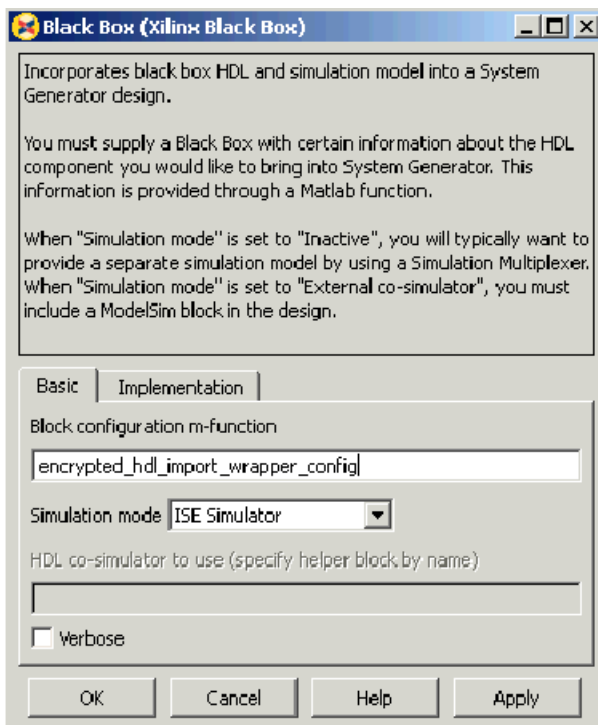 Black Box (Xilinx Black Box)
Incorporates black box HDL and simulation model into a System
Generator design.
You must supply a Black Box with certain information about the HDL
component you would like to bring into System Generator. This
information is provided through a Matlab function.
When "Simulation mode" is set to "Inactive", you will typically want to
provide a separate simulation model by using a Simulation Multiplexer.
When "Simulation mode" is set to "External co-simulator", you must
include a ModelSim block in the design.
Basic Implementation
Block configuration m-function
encrypted_hdl_import_wrapper_config
Simulation mode ISE Simulator
HDL co-simulator to use (specify helper block by name)
Verbose
OK Cancel Help Apply